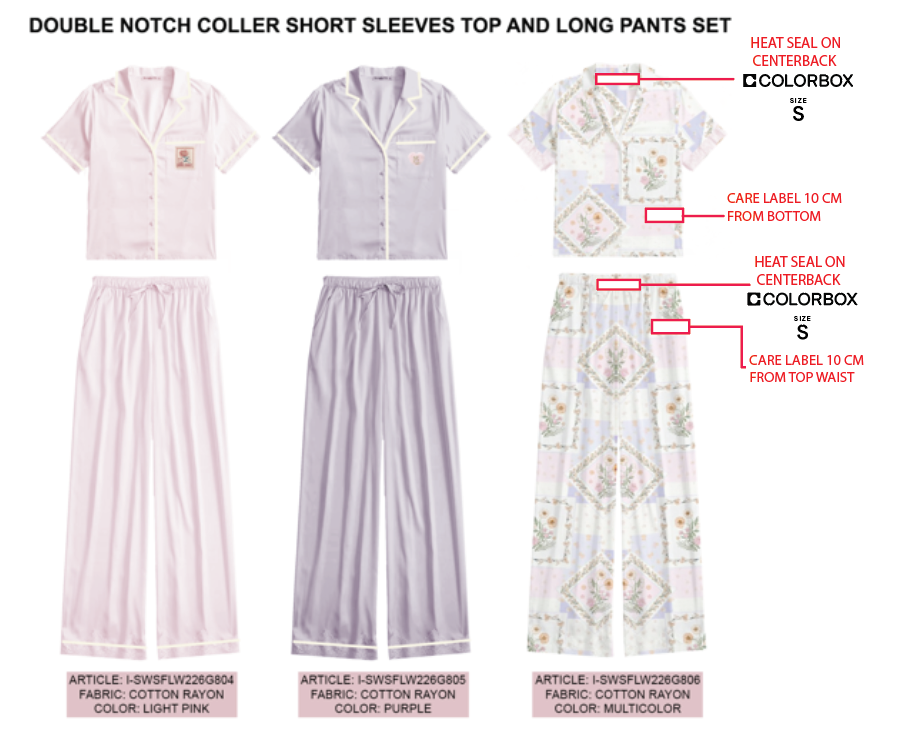 DOUBLE NOTCH COLLER SHORT SLEEVES TOP AND LONG PANTS SET
HEAT SEAL ON
CENTERBACK
COLORBOX
SIZE
S
CARE LABEL 10 CM
FROM BOTTOM
HEAT SEAL ON
CENTERBACK
COLORBOX
SIZE
S
CARE LABEL 10 CM
FROM TOP WAIST
ARTICLE: I-SWSFLW226G804
FABRIC: COTTON RAYON
COLOR: LIGHT PINK
ARTICLE: I-SWSFLW226G805
FABRIC: COTTON RAYON
COLOR: PURPLE
ARTICLE: I-SWSFLW226G806
FABRIC: COTTON RAYON
COLOR: MULTICOLOR